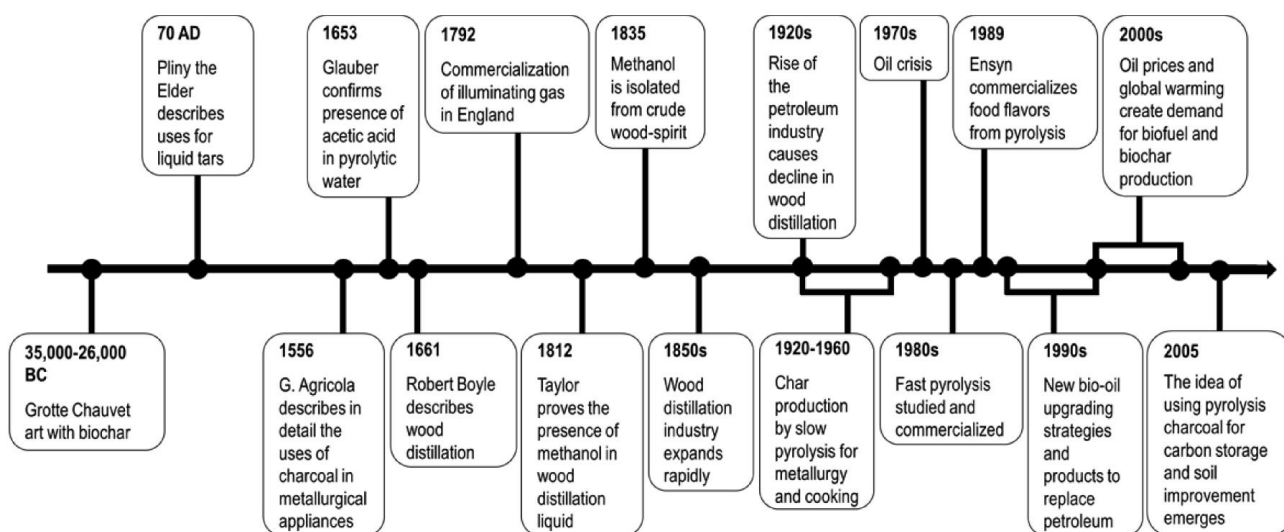 70 AD
Pliny the
Elder
describes
uses for
liquid tars
1653
Glauber
confirms
presence of
acetic acid
in pyrolytic
water
1792
Commercialization
of illuminating gas
in England
1835
Methanol
is isolated
from crude
wood-spirit
1920s
Rise of
the
petroleum
industry
causes
decline in
wood
distillation
1970s
Oil crisis
1989
Ensyn
commercializes
food flavors
from pyrolysis
2000s
Oil prices and
global warming
create demand
for biofuel and
biochar
production
35,000-26,000
BC
Grotte Chauvet
art with biochar
1556
G. Agricola
describes in
detail the
uses of
charcoal in
metallurgical
appliances
1661
Robert Boyle
describes
wood
distillation
1812
Taylor
proves the
presence of
methanol in
wood
distillation
liquid
1850s
Wood
distillation
industry
expands
rapidly
1920-1960
Char
production
by slow
pyrolysis for
metallurgy
and cooking
1980s
Fast pyrolysis
studied and
commercialized
1990s
New bio-oil
upgrading
strategies
and
products to
replace
petroleum
2005
The idea of
using pyrolysis
charcoal for
carbon storage
and soil
improvement
emerges